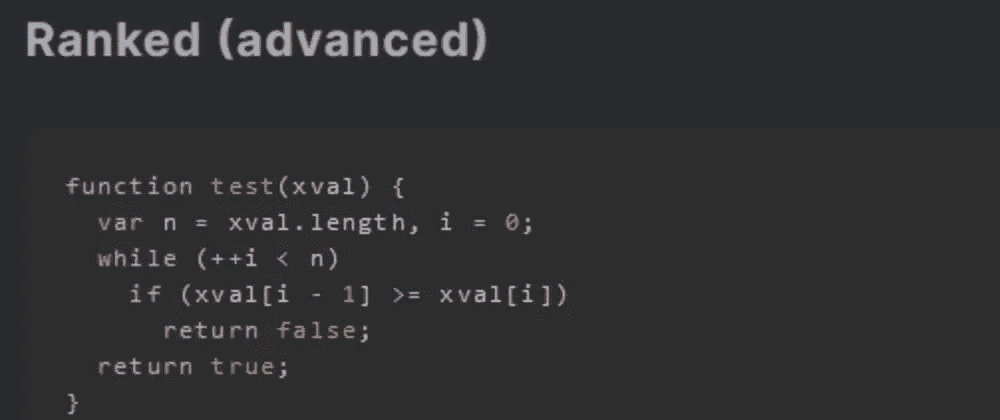 Ranked (advanced)
function test(xval) {
  var n = xval.length, i = 0;
  while (++i < n)
    if (xval[i - 1] >= xval[i])
      return false;
  return true;
}